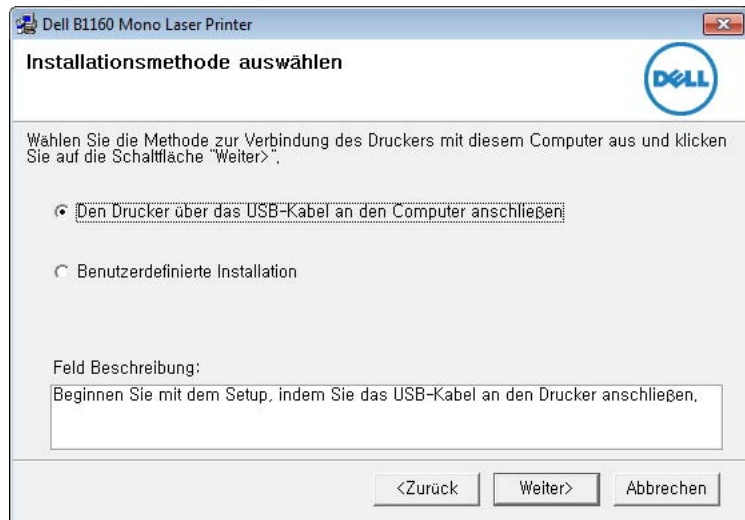 Dell B1160 Mono Laser Printer
Installationsmethode auswählen
DELL
Wählen Sie die Methode zur Verbindung des Druckers mit diesem Computer aus und klicken
Sie auf die Schaltfläche "Weiter>".
Den Drucker über das USB-Kabel an den Computer anschließen
Benutzerdefinierte Installation
Feld Beschreibung:
Beginnen Sie mit dem Setup, indem Sie das USB-Kabel an den Drucker anschließen.
<Zurück
Weiter>
Abbrechen